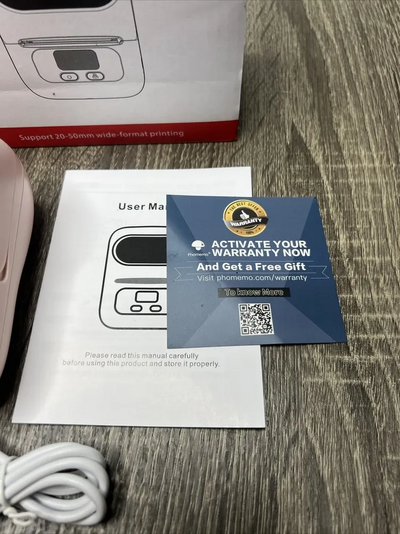 Support 20-50mm wide-format printing
User Man
WARRANTY
Phomemo
ACTIVATE YOUR
WARRANTY NOW
And Get a Free Gift
Visit phomemo.com/warranty
To know More
Please read this manual carefully
before using this product and store it properly.